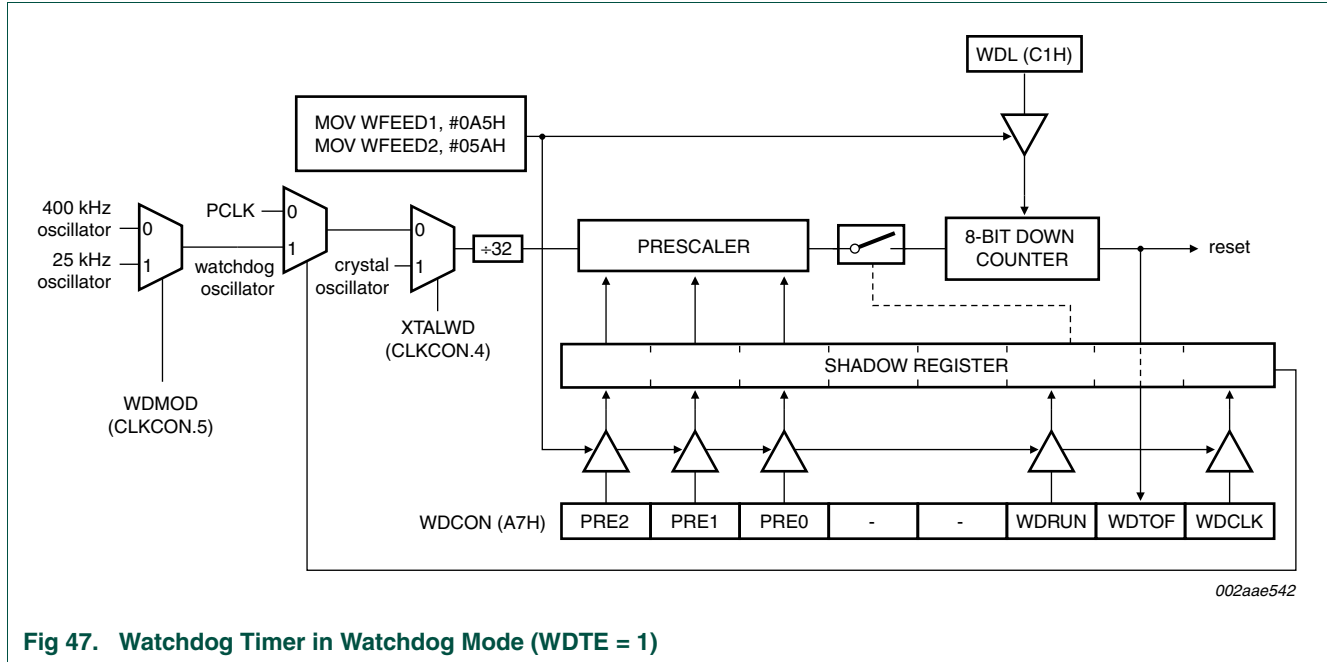 WDL (C1H)
MOV WFEED1, #0A5H
MOV WFEED2, #05AH
400 kHz
oscillator
25 kHz
oscillator
0
1
PCLK
0
1
watchdog
oscillator
0
1
crystal
oscillator
÷32
PRESCALER
8-BIT DOWN
COUNTER
reset
XTALWD
(CLKCON.4)
WDMOD
(CLKCON.5)
SHADOW REGISTER
WDCON (A7H)
PRE2
PRE1
PRE0
-
-
WDRUN
WDTOF
WDCLK
002aae542
Fig 47. Watchdog Timer in Watchdog Mode (WDTE = 1)